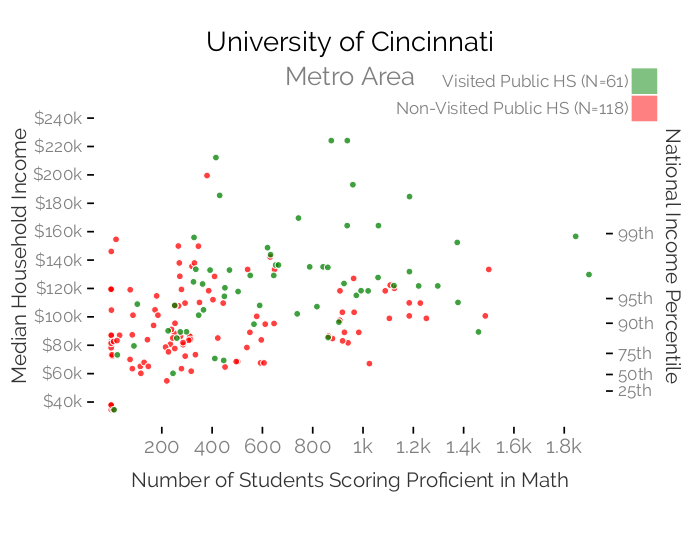 University of Cincinnati
Metro Area
Visited Public HS (N=61)
Non-Visited Public HS (N=118)
$240k
$220k
$200k
$180k
$160k
$140k
$120k
$100k
$80k
$60k
$40k
Median Household Income
National Income Percentile
99th
95th
90th
75th
50th
25th
200 400 600 800 1k 1.2k 1.4k 1.6k 1.8k
Number of Students Scoring Proficient in Math